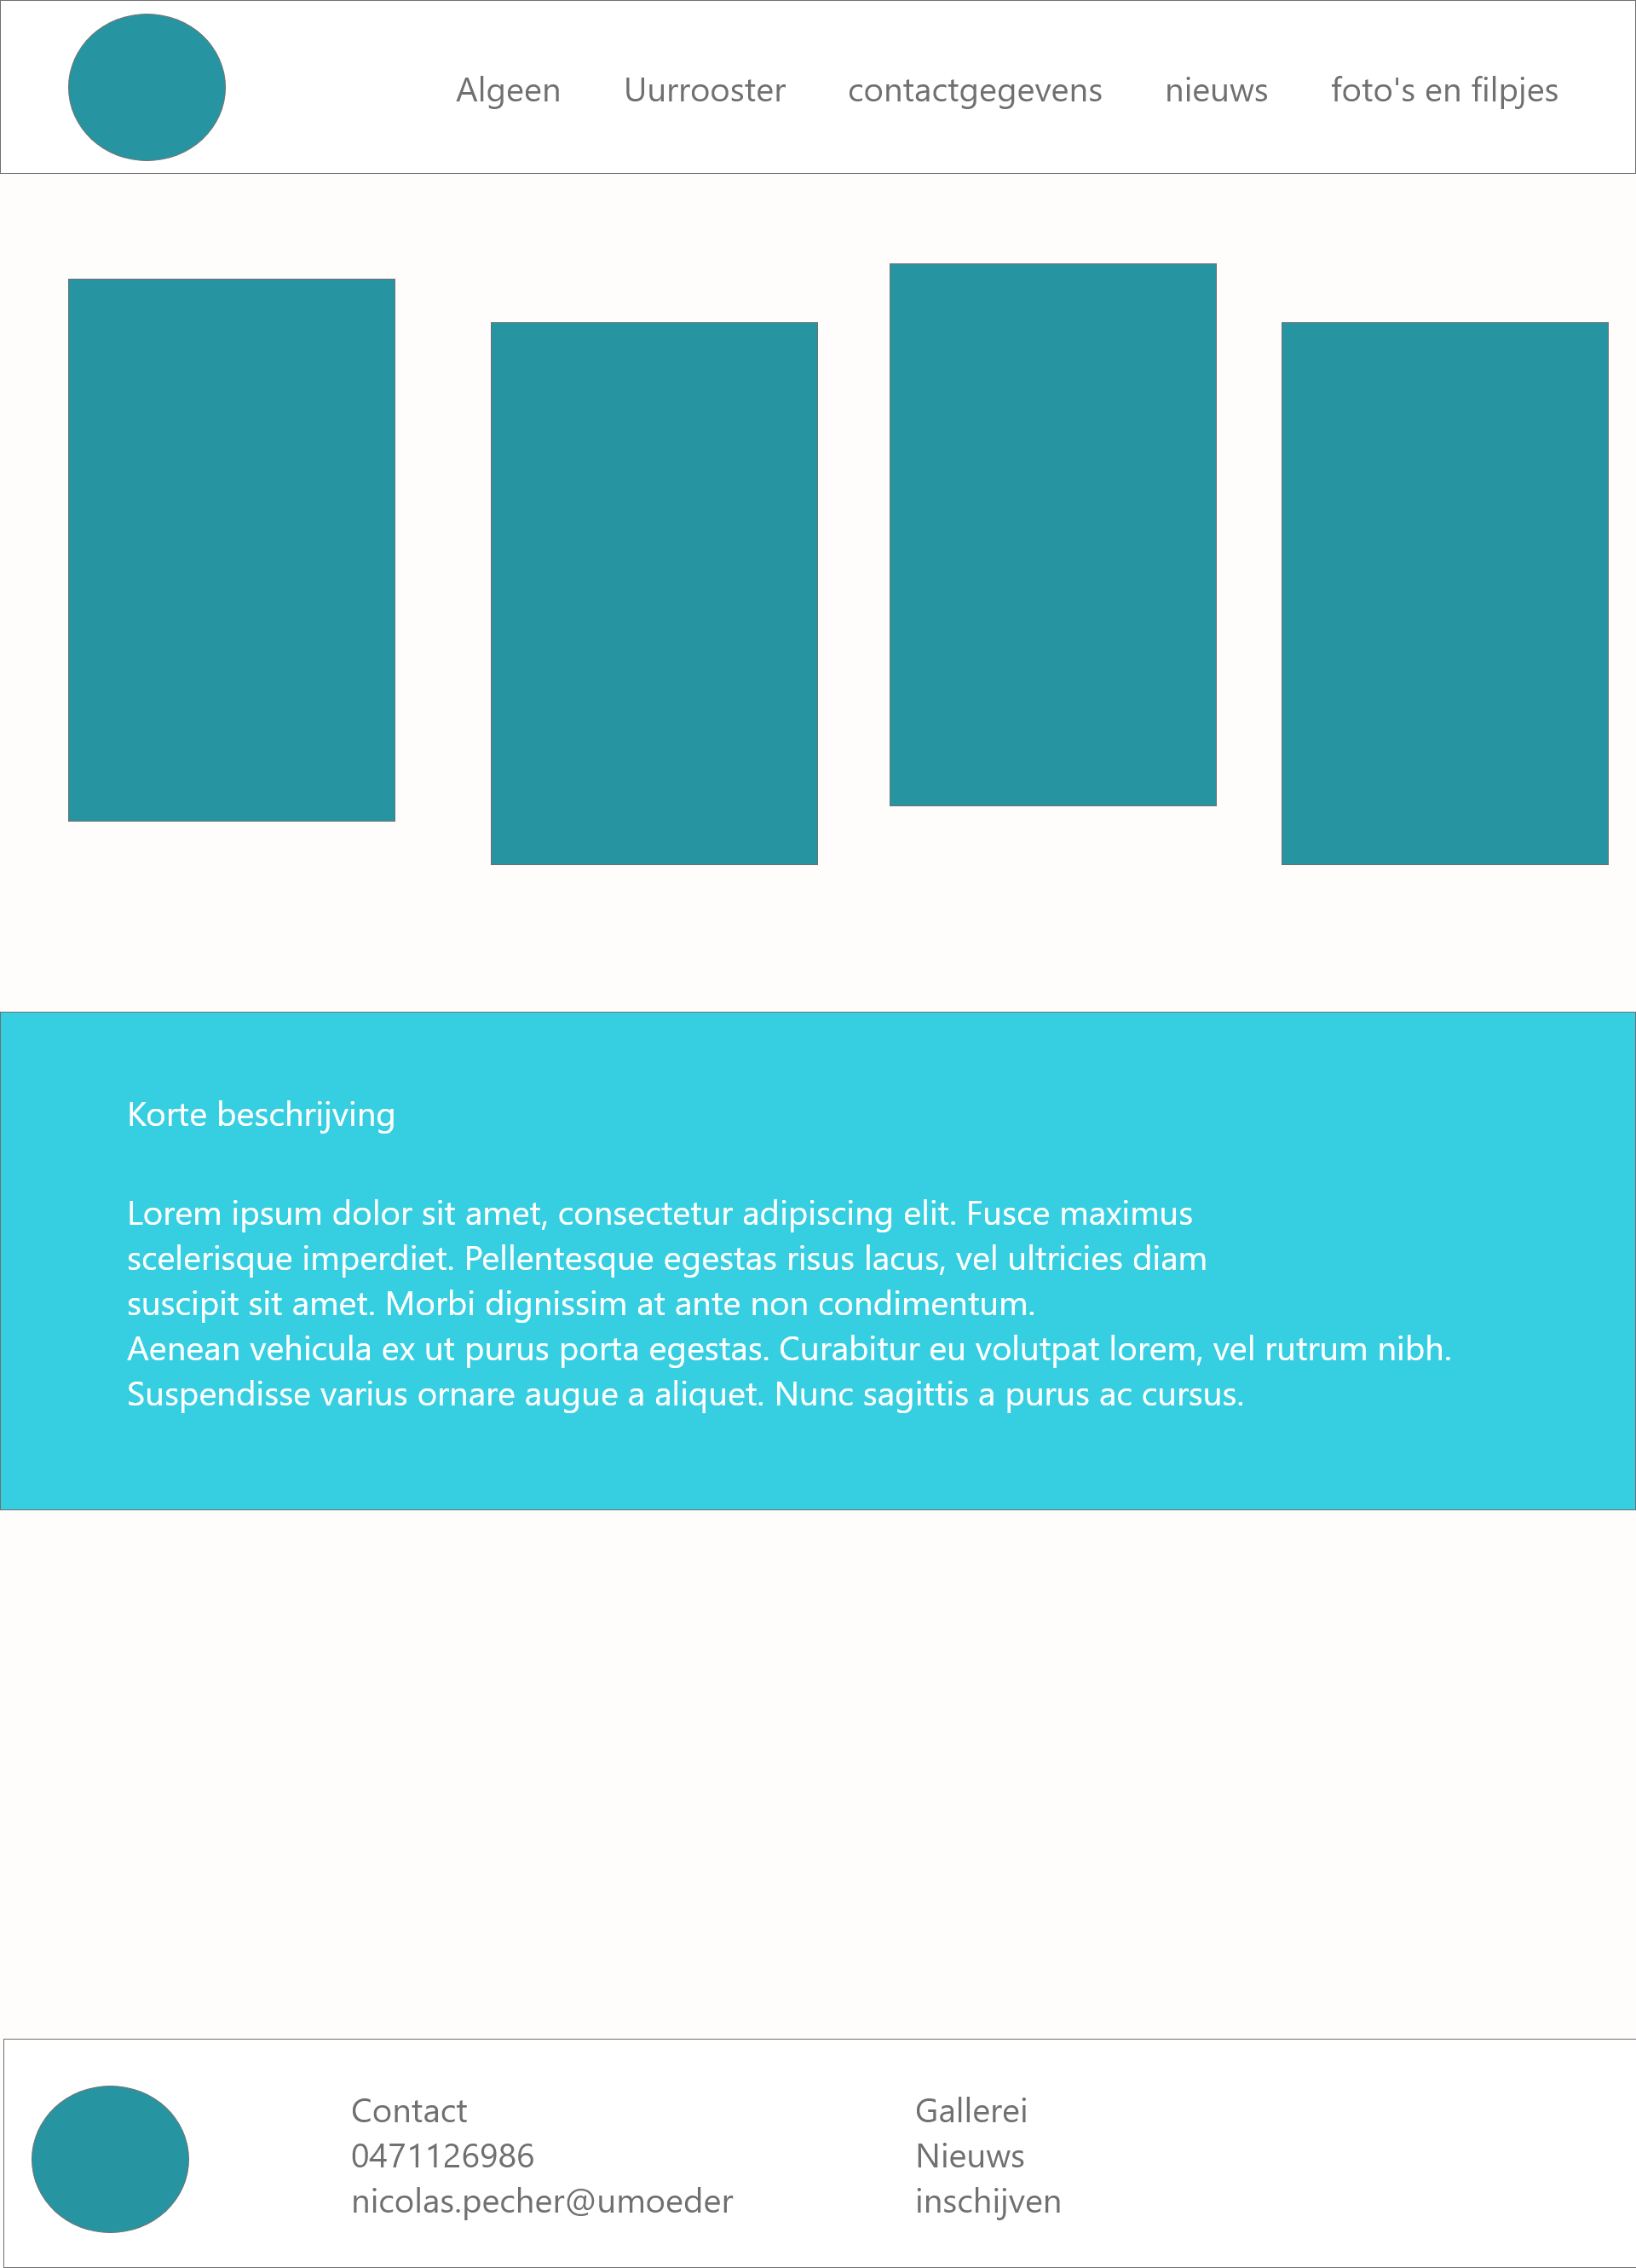 Algeen Uurrooster contactgegevens nieuws foto's en filpjes
Korte beschrijving
Lorem ipsum dolor sit amet, consectetur adipiscing elit. Fusce maximus
scelerisque imperdiet. Pellentesque egestas risus lacus, vel ultricies diam
suscipit sit amet. Morbi dignissim at ante non condimentum.
Aenean vehicula ex ut purus porta egestas. Curabitur eu volutpat lorem, vel rutrum nibh.
Suspendisse varius ornare augue a aliquet. Nunc sagittis a purus ac cursus.
Contact
0471126986
nicolas.pecher@umoeder
Gallerei
Nieuws
inschijven